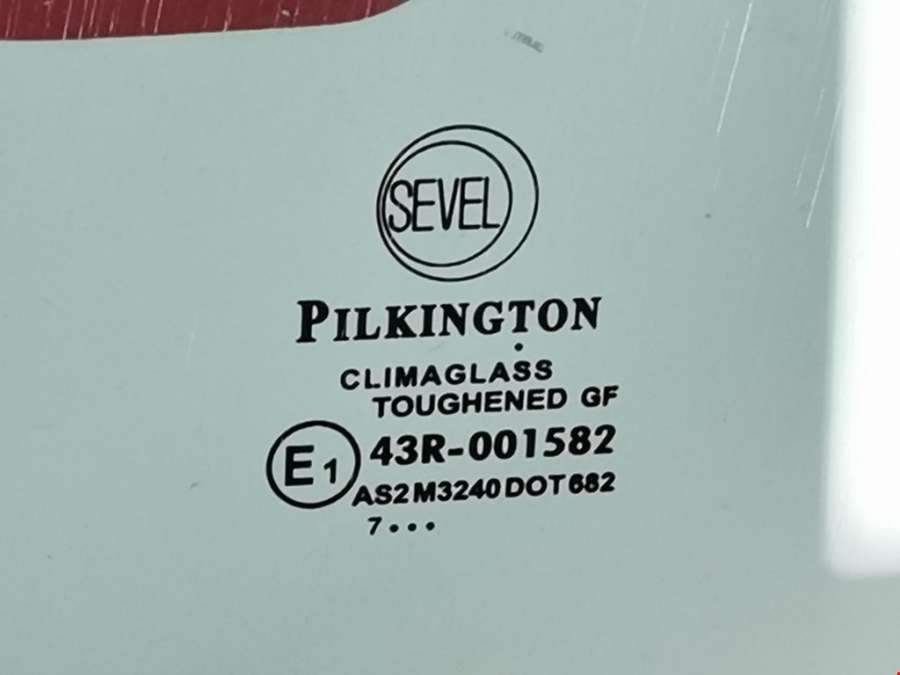 SEVEL
PILKINGTON
CLIMAGLASS
TOUGHENED GF
E1 43R-001582
AS2 M3240 DOT 682
7•••